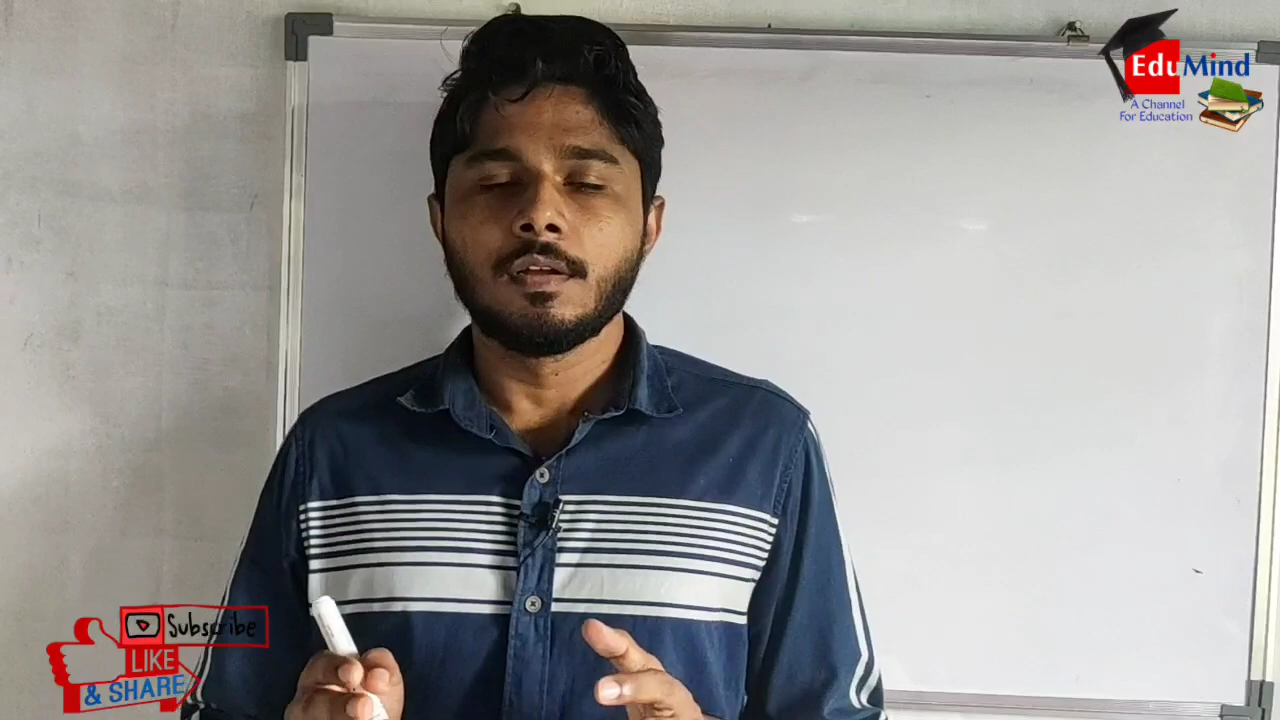 EduMind
A Channel
For Education
Subscribe
LIKE
& SHARE